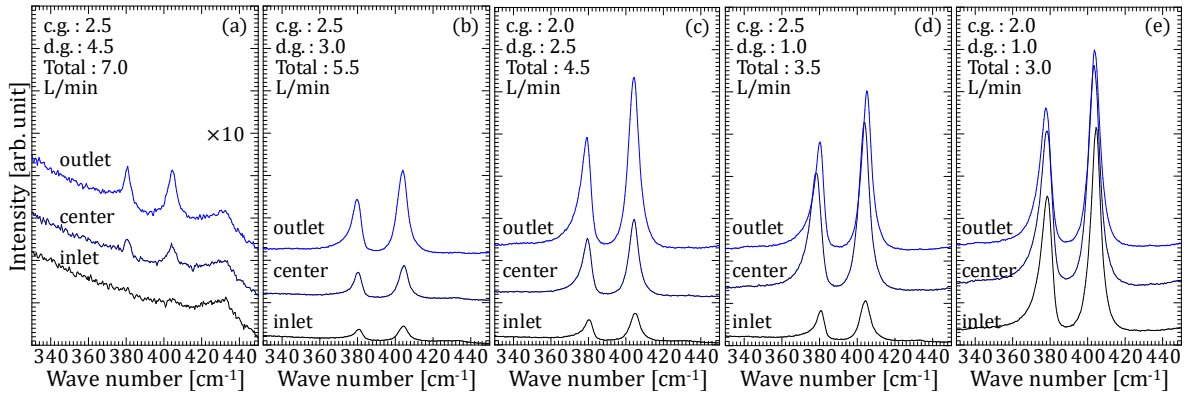 Intensity [arb. unit]
(a)
c.g. : 2.5
d.g. : 4.5
Total : 7.0
L/min
×10
outlet
center
inlet
340 360 380 400 420 440
Wave number [cm-1]
(b)
c.g. : 2.5
d.g. : 3.0
Total : 5.5
L/min
outlet
center
inlet
340 360 380 400 420 440
Wave number [cm-1]
(c)
c.g. : 2.0
d.g. : 2.5
Total : 4.5
L/min
outlet
center
inlet
340 360 380 400 420 440
Wave number [cm-1]
(d)
c.g. : 2.5
d.g. : 1.0
Total : 3.5
L/min
outlet
center
inlet
340 360 380 400 420 440
Wave number [cm-1]
(e)
c.g. : 2.0
d.g. : 1.0
Total : 3.0
L/min
outlet
center
inlet
340 360 380 400 420 440
Wave number [cm-1]